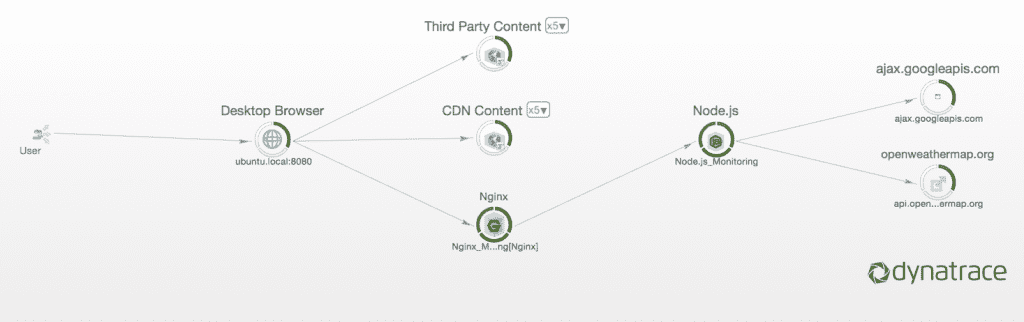 Third Party Content x5▼
ajax.googleapis.com
Desktop Browser
CDN Content x5▼
Node.js
ajax.googleapis.com
User
ubuntu.local:8080
openweathermap.org
Node.js_Monitoring
Nginx
api.open...ermap.org
Nginx_M...ng[Nginx]
dynatrace